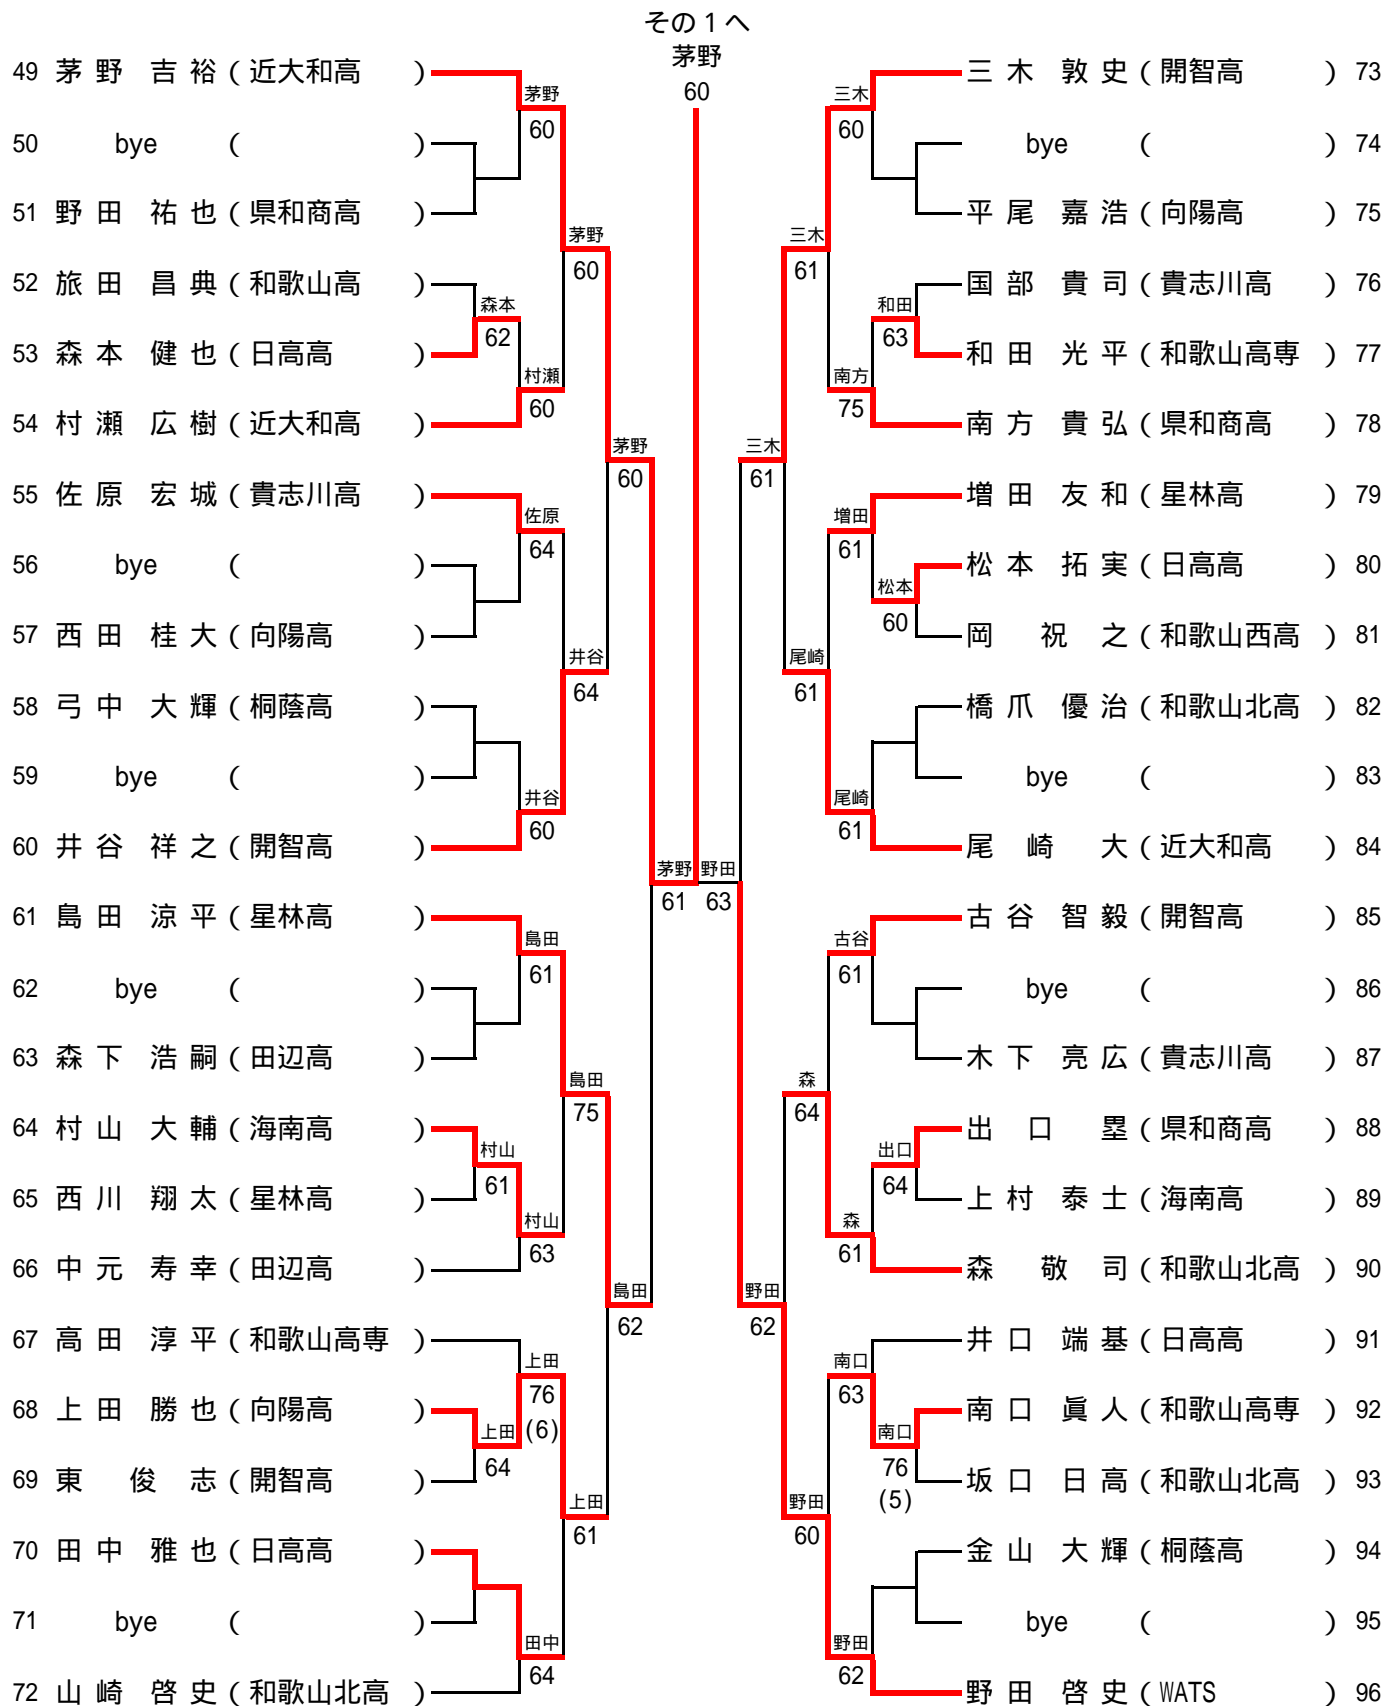 その1へ
茅野
60
49 茅野 吉裕 (近大和高)
50 bye ( )
51 野田 祐也 (県和商高)
52 旅田 昌典 (和歌山高)
53 森本 健也 (日高高)
54 村瀬 広樹 (近大和高)
55 佐原 宏城 (貴志川高)
56 bye ( )
57 西田 桂大 (向陽高)
58 弓中 大輝 (桐蔭高)
59 bye ( )
60 井谷 祥之 (開智高)
61 島田 涼平 (星林高)
62 bye ( )
63 森下 浩嗣 (田辺高)
64 村山 大輔 (海南高)
65 西川 翔太 (星林高)
66 中元 寿幸 (田辺高)
67 高田 淳平 (和歌山高専)
68 上田 勝也 (向陽高)
69 東 俊志 (開智高)
70 田中 雅也 (日高高)
71 bye ( )
72 山崎 啓史 (和歌山北高)
森本
62
村山
61
上田
64
茅野
60
村瀬
60
佐原
64
井谷
60
島田
61
村山
63
上田
76
(6)
田中
64
茅野
60
井谷
64
島田
75
上田
61
茅野
60
島田
62
茅野
61
野田
63
三木
61
野田
62
三木
61
尾崎
61
森
64
野田
60
三木
60
南方
75
増田
61
尾崎
61
古谷
61
森
61
南口
63
野田
62
和田
63
松本
60
出口
64
南口
76
(5)
三木 敦史 (開智高) 73
bye ( ) 74
平尾 嘉浩 (向陽高) 75
国部 貴司 (貴志川高) 76
和田 光平 (和歌山高専) 77
南方 貴弘 (県和商高) 78
増田 友和 (星林高) 79
松本 拓実 (日高高) 80
岡 祝之 (和歌山西高) 81
橋爪 優治 (和歌山北高) 82
bye ( ) 83
尾崎 大 (近大和高) 84
古谷 智毅 (開智高) 85
bye ( ) 86
木下 亮広 (貴志川高) 87
出口 塁 (県和商高) 88
上村 泰士 (海南高) 89
森 敬司 (和歌山北高) 90
井口 端基 (日高高) 91
南口 眞人 (和歌山高専) 92
坂口 日高 (和歌山北高) 93
金山 大輝 (桐蔭高) 94
bye ( ) 95
野田 啓史 (WATS) 96